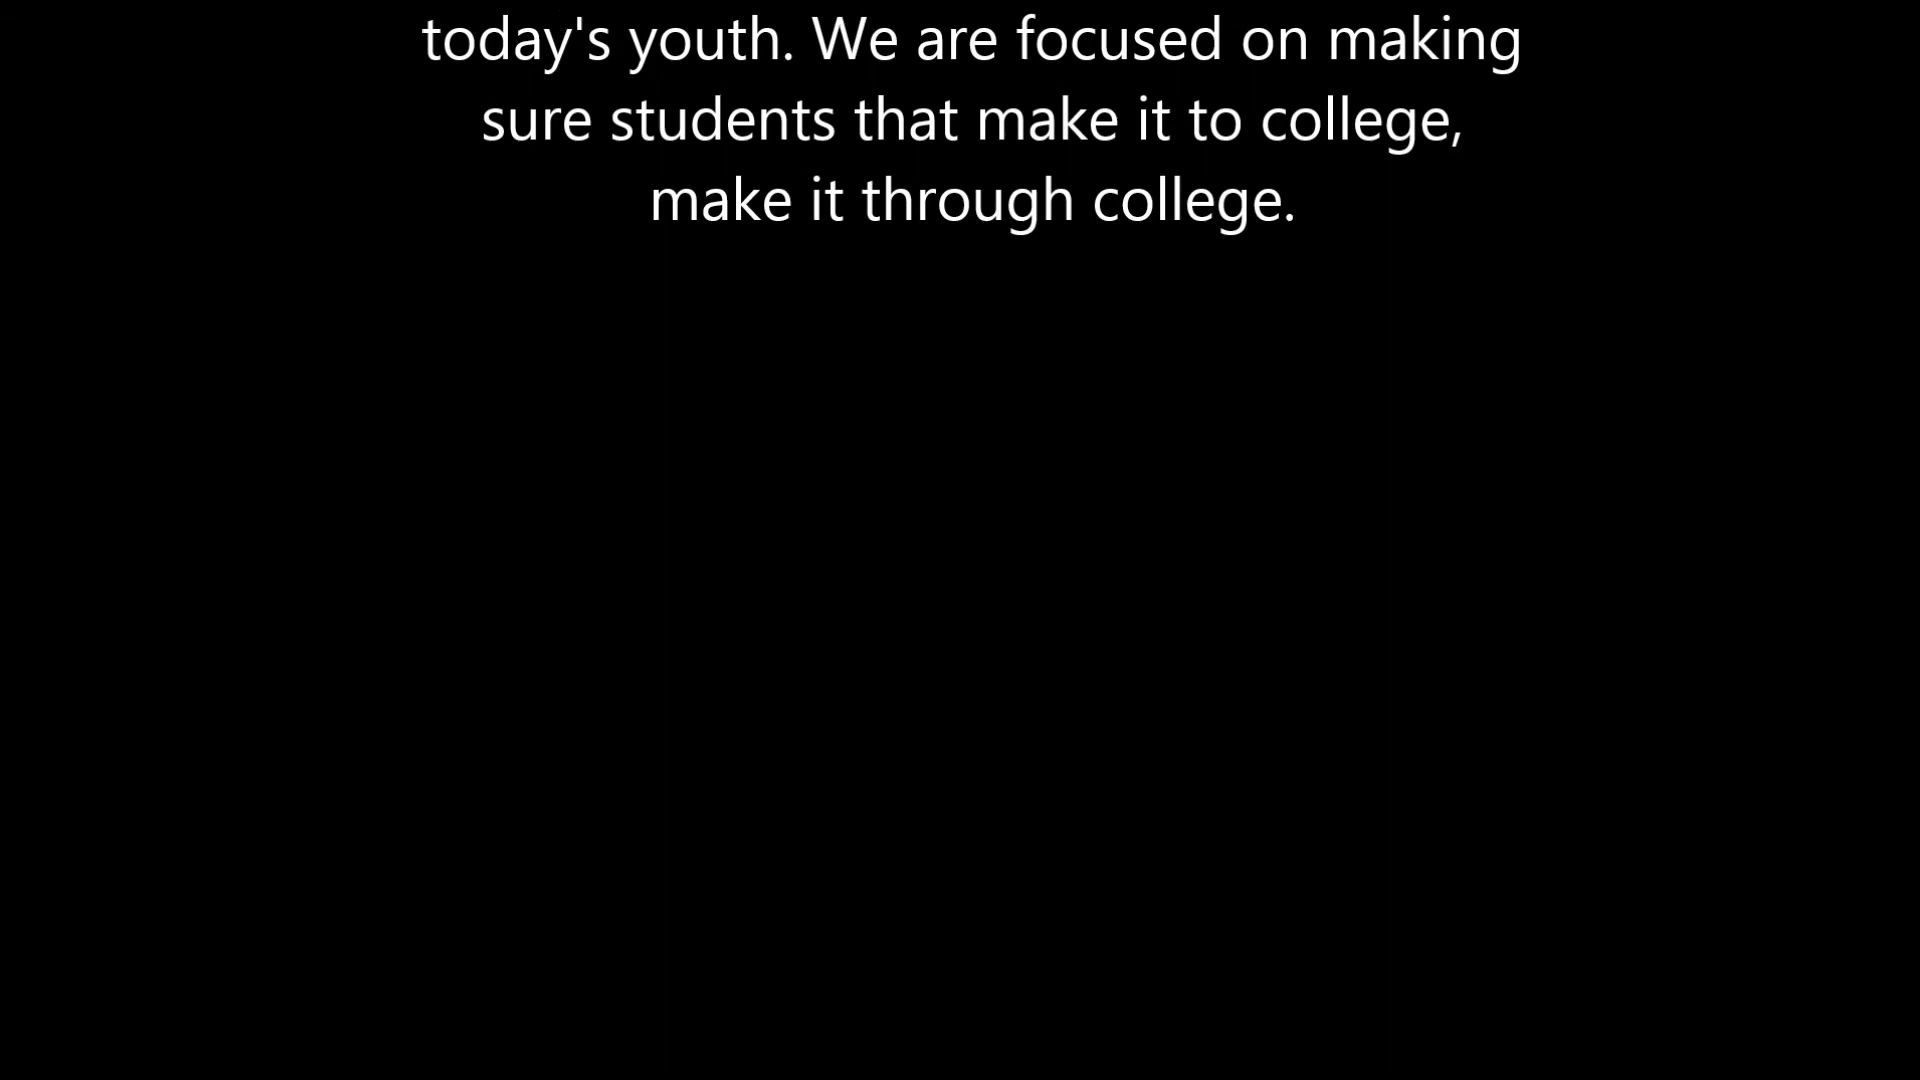 today's youth. We are focused on making
sure students that make it to college,
make it through college.